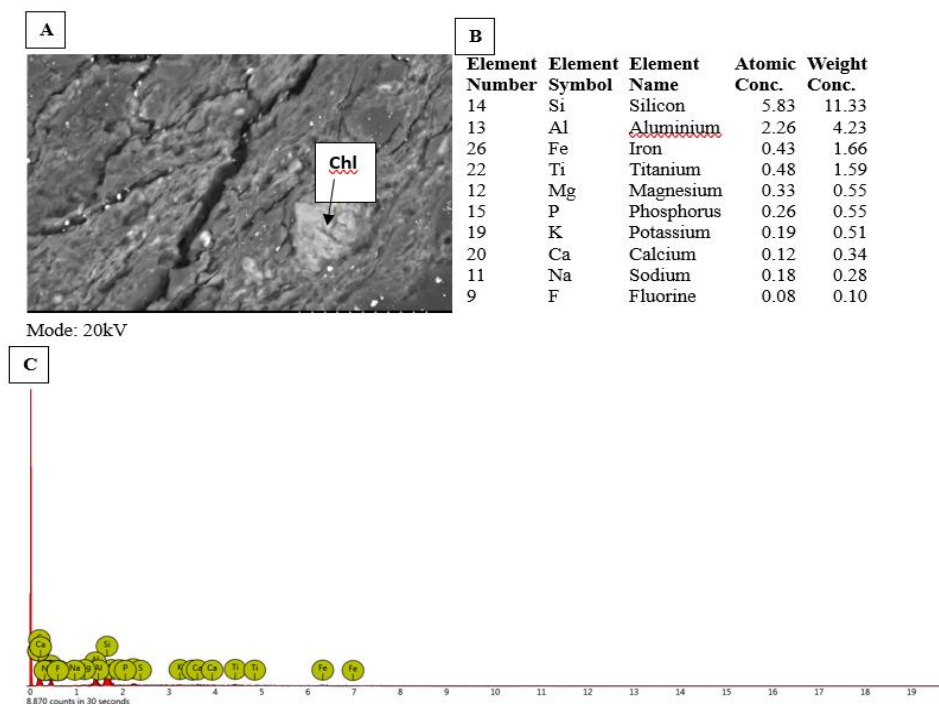 A
B
Element Element Element Atomic Weight
Number Symbol Name Conc. Conc.
14 Si Silicon 5.83 11.33
13 Al Aluminium 2.26 4.23
26 Fe Iron 0.43 1.66
22 Ti Titanium 0.48 1.59
12 Mg Magnesium 0.33 0.55
15 P Phosphorus 0.26 0.55
19 K Potassium 0.19 0.51
20 Ca Calcium 0.12 0.34
11 Na Sodium 0.18 0.28
9 F Fluorine 0.08 0.10
Chl
Mode: 20kV
C
Ca Si
N F Na g Al P S K Ca Ca Ti Ti Fe Fe
0 1 2 3 4 5 6 7 8 9 10 11 12 13 14 15 16 17 18 19
8,870 counts in 30 seconds